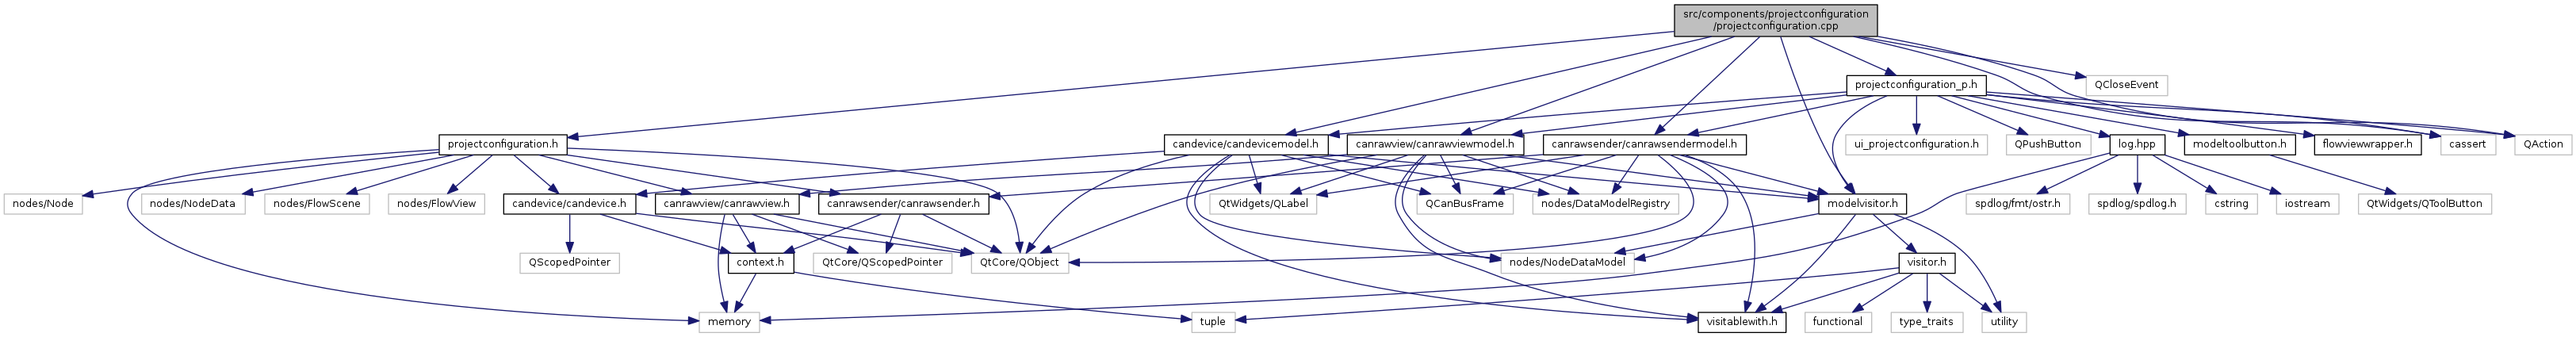 src/components/projectconfiguration
/projectconfiguration.cpp
projectconfiguration_p.h
QCloseEvent
projectconfiguration.h
candevice/candevicemodel.h
canrawview/canrawviewmodel.h
canrawsender/canrawsendermodel.h
ui_projectconfiguration.h
QPushButton
log.hpp
modeltoolbutton.h
flowviewwrapper.h
cassert
QAction
nodes/Node
nodes/NodeData
nodes/FlowScene
nodes/FlowView
candevice/candevice.h
canrawview/canrawview.h
canrawsender/canrawsender.h
QtWidgets/QLabel
QCanBusFrame
nodes/DataModelRegistry
modelvisitor.h
spdlog/fmt/ostr.h
spdlog/spdlog.h
cstring
iostream
QtWidgets/QToolButton
QScopedPointer
context.h
QtCore/QScopedPointer
QtCore/QObject
nodes/NodeDataModel
visitor.h
memory
tuple
visitablewith.h
functional
type_traits
utility